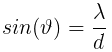 sin(ϑ) = λ/d